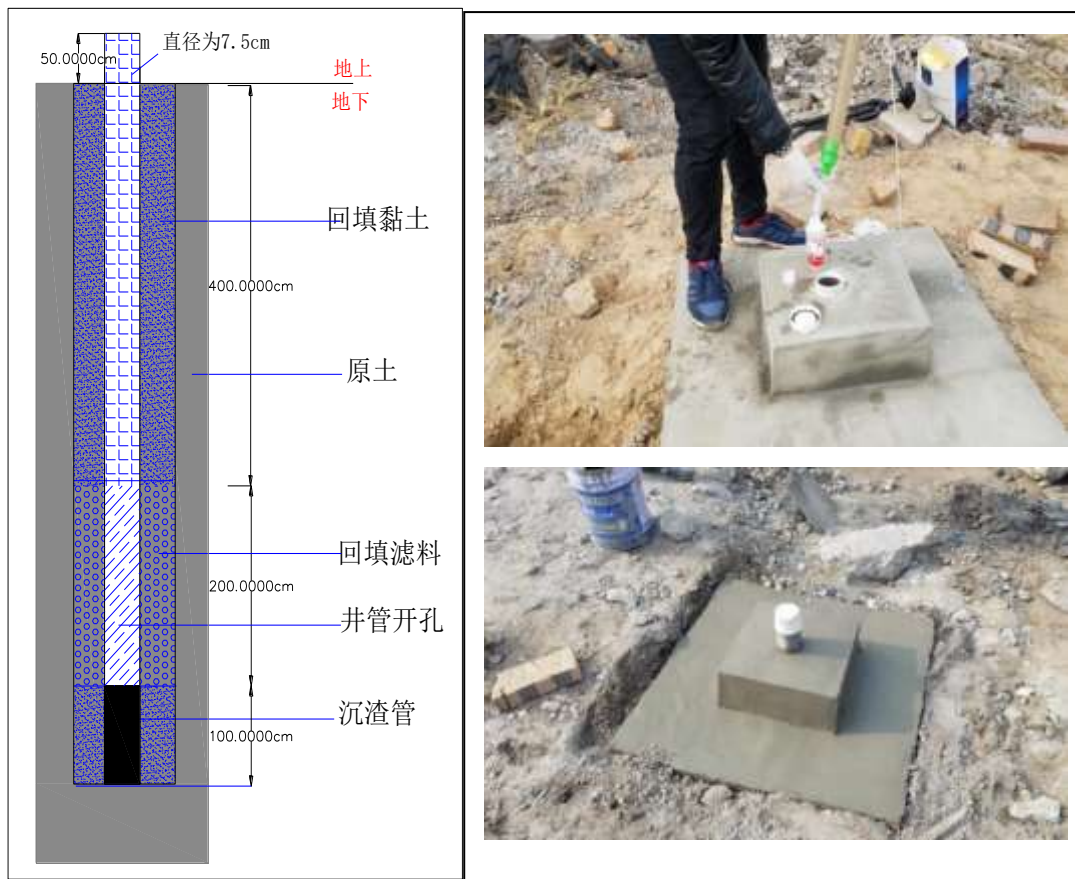 直径为7.5cm
50.0000cm
地上
地下
回填黏土
400.0000cm
原土
回填滤料
200.0000cm
井管开孔
沉渣管
100.0000cm